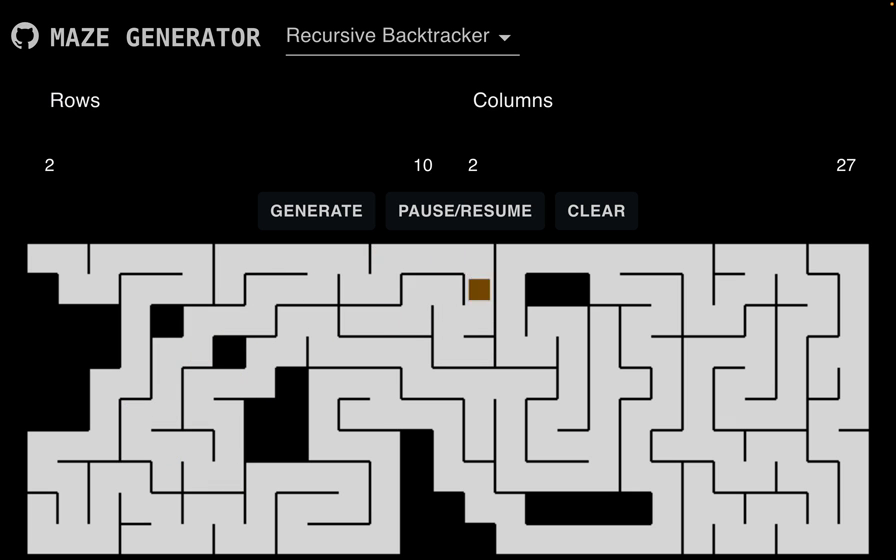 MAZE GENERATOR Recursive Backtracker
Rows Columns
2 10 2 27
GENERATE PAUSE/RESUME CLEAR